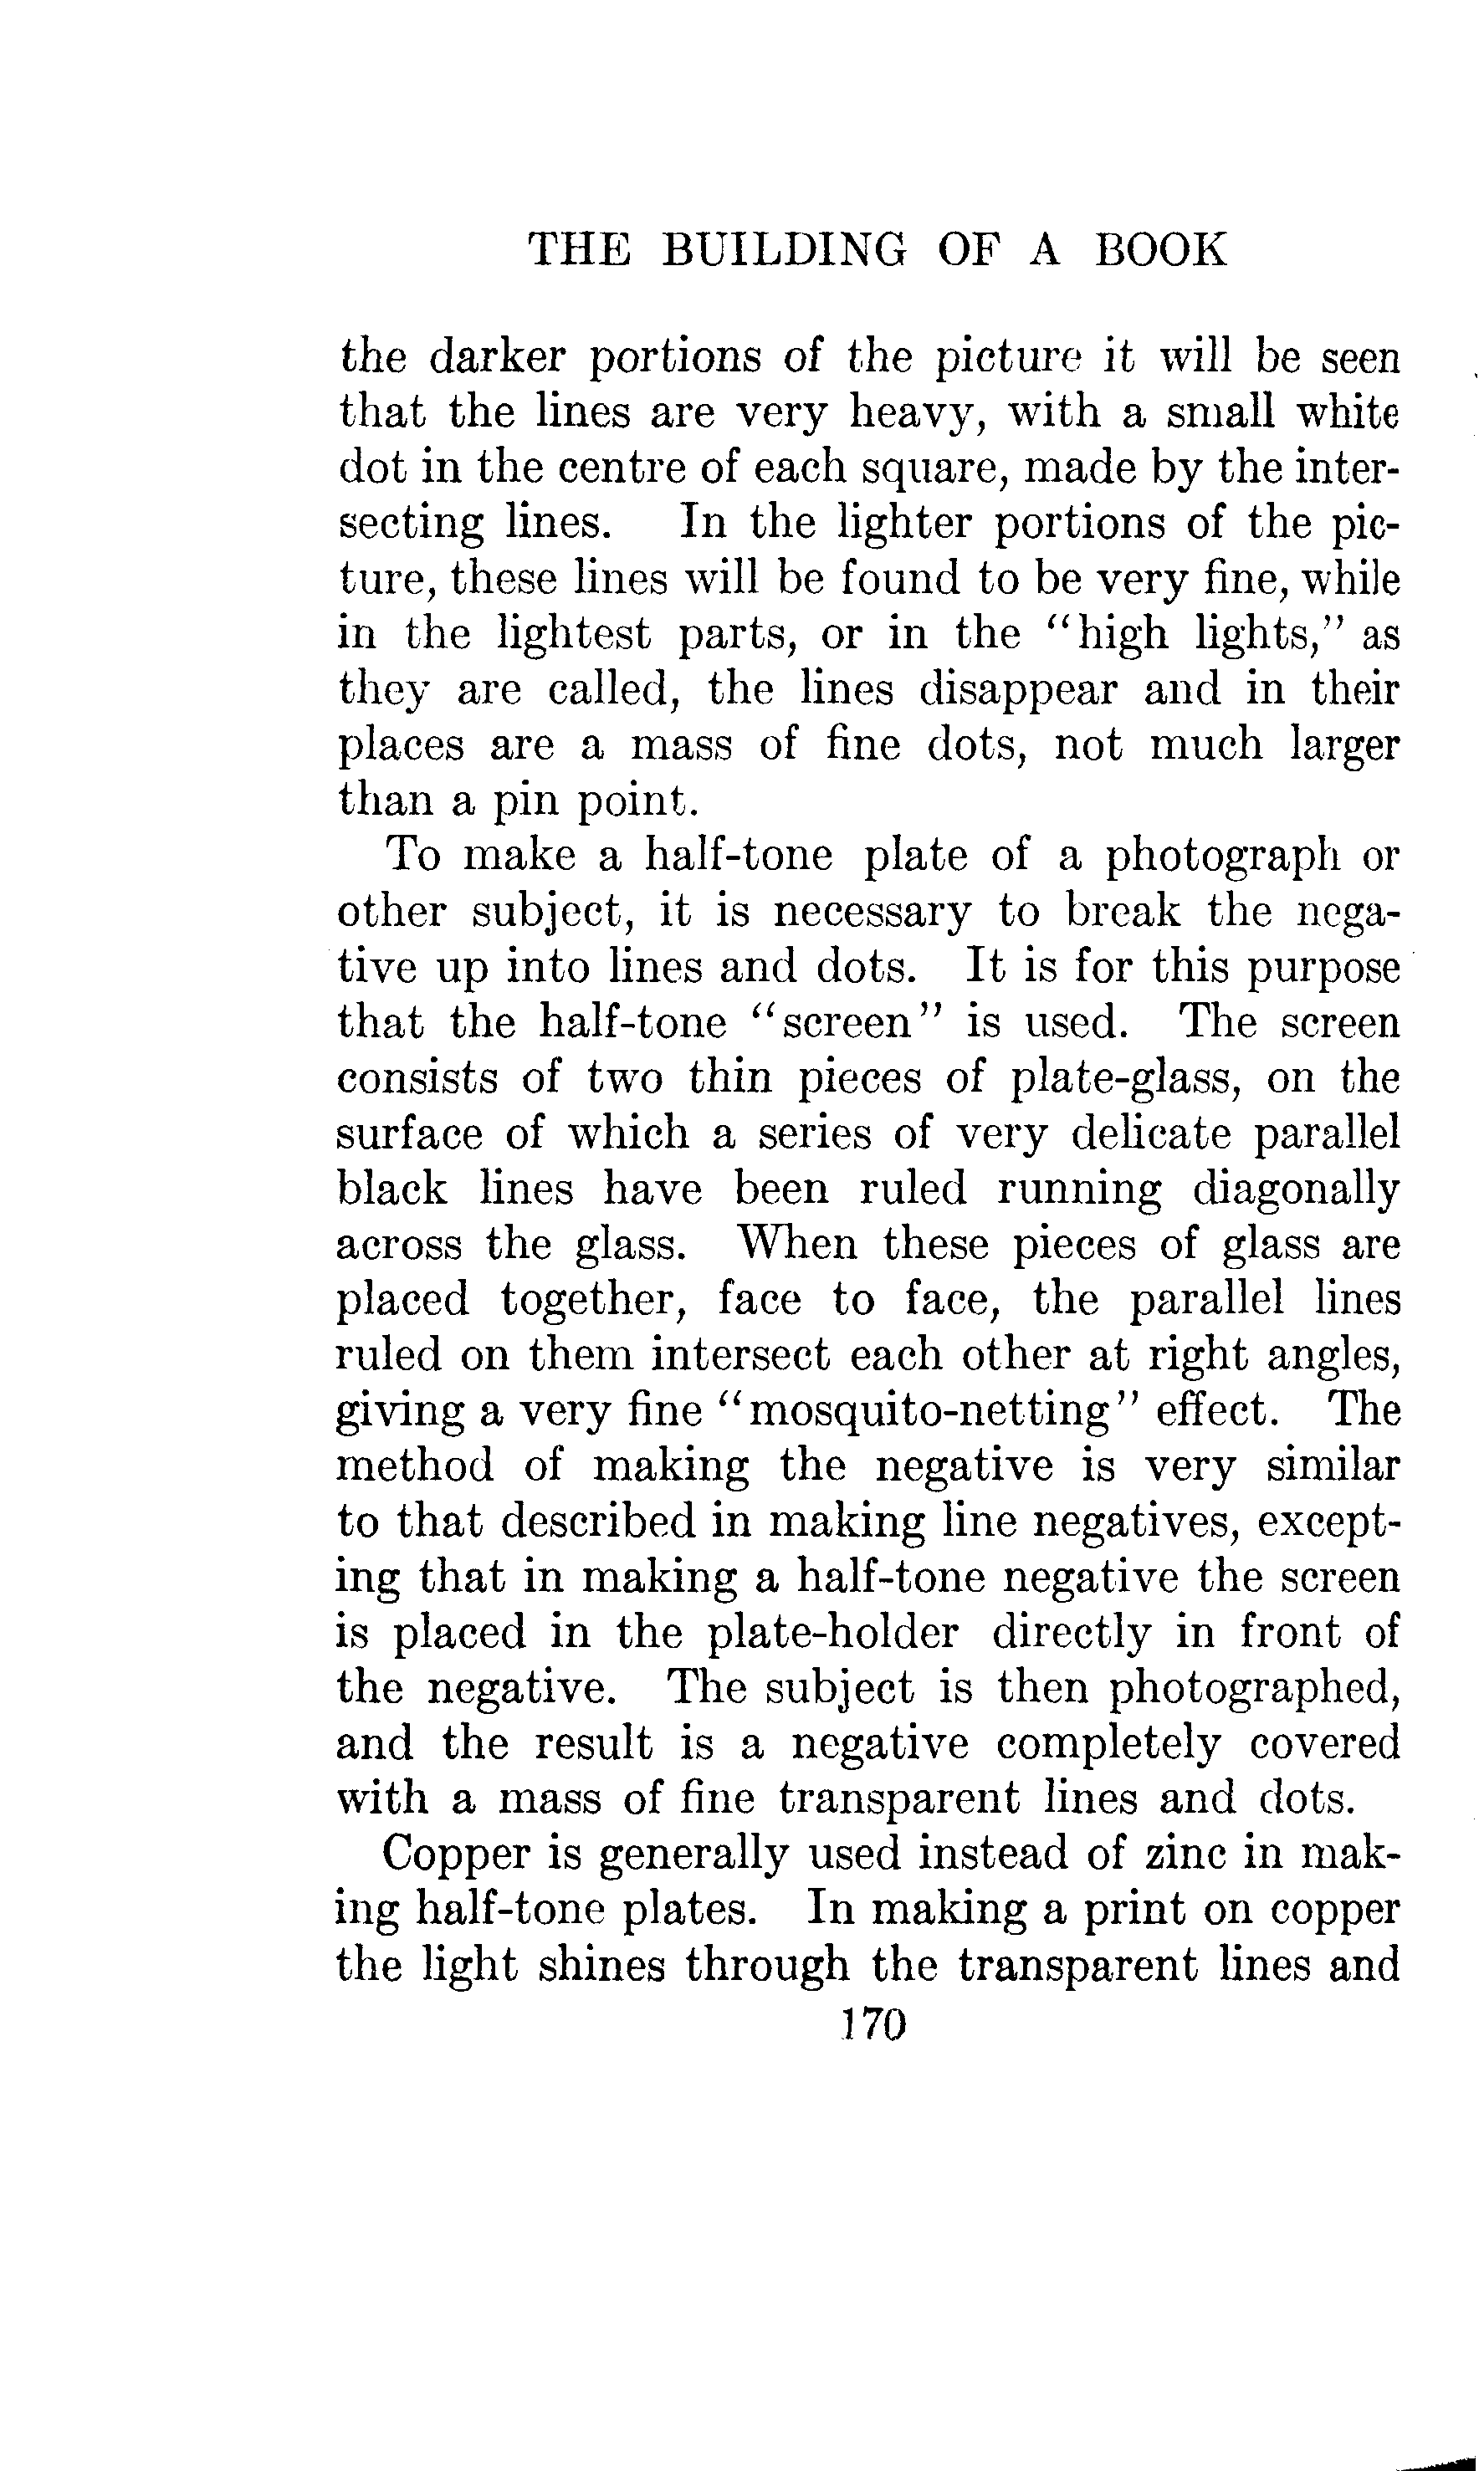 THE BUILDING OF A BOOK
the darker portions of the picture it will be seen
that the lines are very heavy, with a small white
dot in the centre of each square, made by the inter-
secting lines. In the lighter portions of the pic-
ture, these lines will be found to be very fine, while
in the lightest parts, or in the "high lights," as
they are called, the lines disappear and in their
places are a mass of fine dots, not much larger
than a pin point.
To make a half-tone plate of a photograph or
other subject, it is necessary to break the nega-
tive up into lines and dots. It is for this purpose
that the half-tone "screen" is used. The screen
consists of two thin pieces of plate-glass, on the
surface of which a series of very delicate parallel
black lines have been ruled running diagonally
across the glass. When these pieces of glass are
placed together, face to face, the parallel lines
ruled on them intersect each other at right angles,
giving a very fine "mosquito-netting" effect. The
method of making the negative is very similar
to that described in making line negatives, except-
ing that in making a half-tone negative the screen
is placed in the plate-holder directly in front of
the negative. The subject is then photographed,
and the result is a negative completely covered
with a mass of fine transparent lines and dots.
Copper is generally used instead of zinc in mak-
ing half-tone plates. In making a print on copper
the light shines through the transparent lines and
170